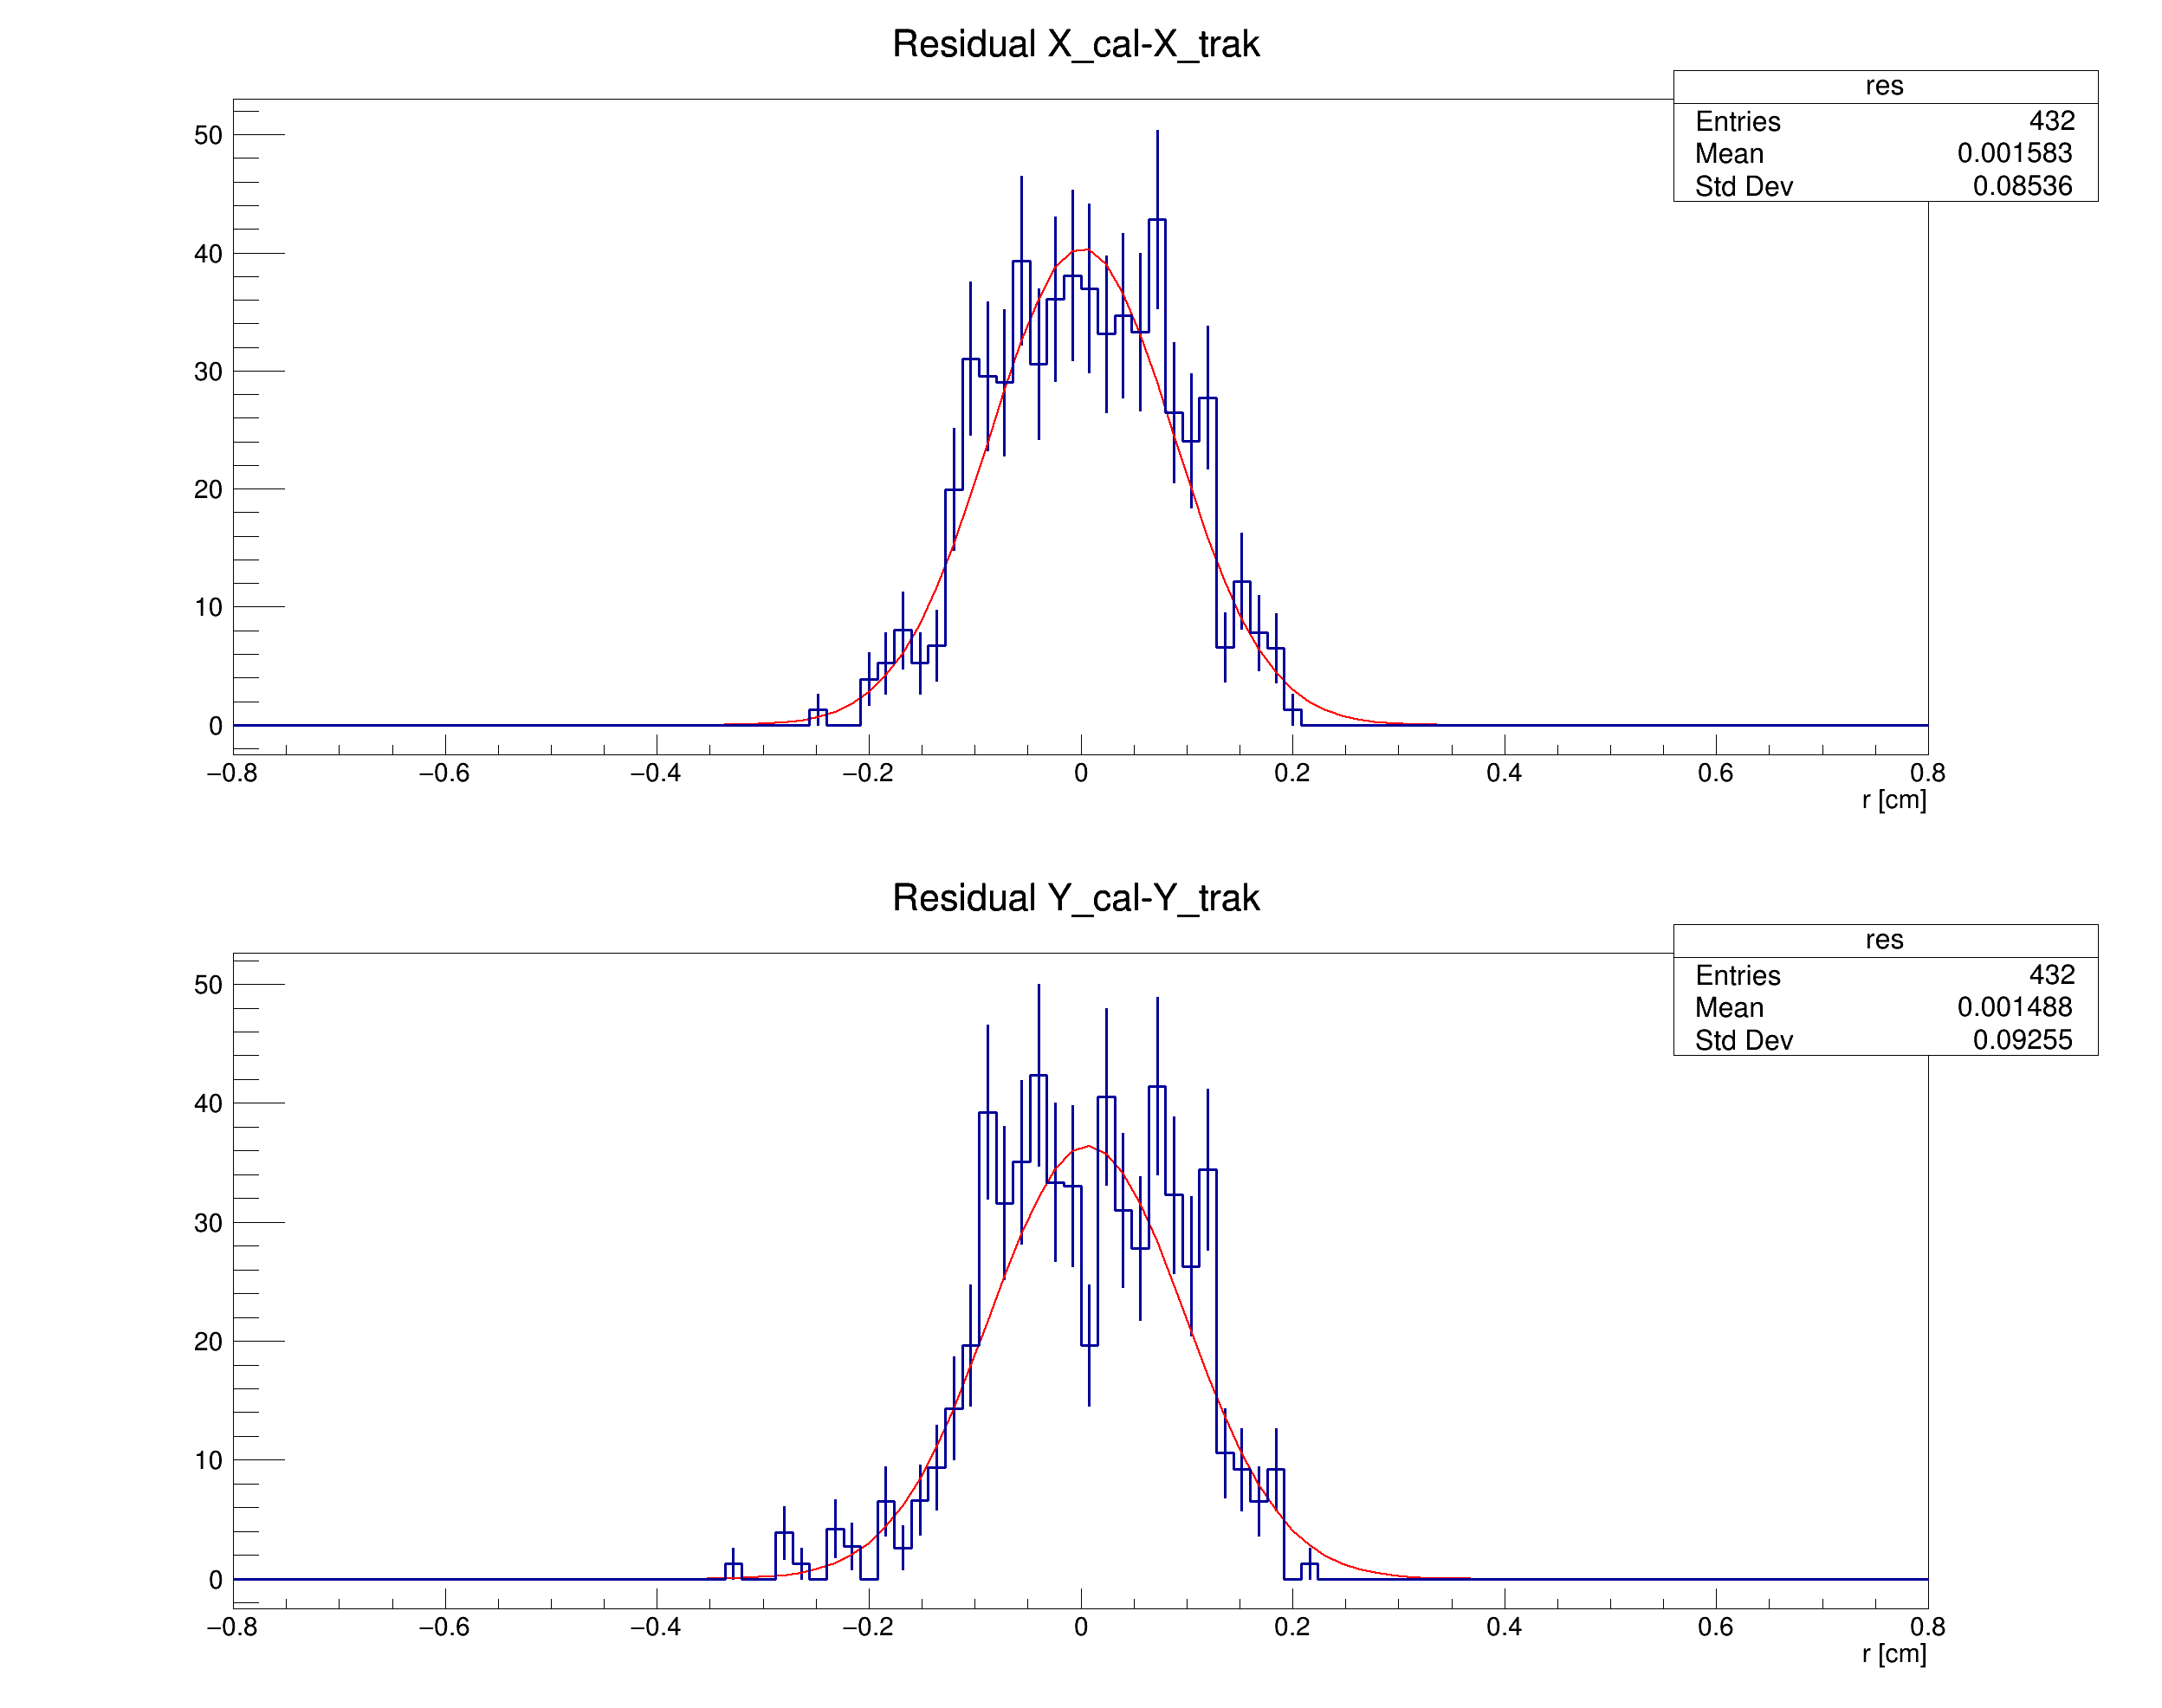 Residual X_cal-X_trak
res
Entries 432
Mean 0.001583
Std Dev 0.08536
50
40
30
20
10
0
−0.8 −0.6 −0.4 −0.2 0 0.2 0.4 0.6 0.8
r [cm]
Residual Y_cal-Y_trak
res
Entries 432
Mean 0.001488
Std Dev 0.09255
50
40
30
20
10
0
−0.8 −0.6 −0.4 −0.2 0 0.2 0.4 0.6 0.8
r [cm]